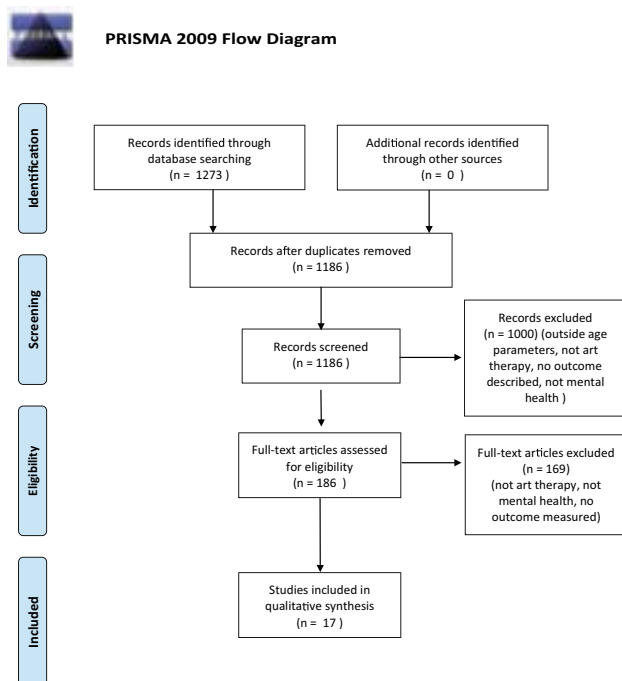 PRISMA 2009 Flow Diagram
Identification
Records identified through
database searching
(n = 1273 )
Additional records identified
through other sources
(n = 0 )
Records after duplicates removed
(n = 1186 )
Screening
Records screened
(n = 1186 )
Records excluded
(n = 1000) (outside age
parameters, not art
therapy, no outcome
described, not mental
health )
Eligibility
Full-text articles assessed
for eligibility
(n = 186 )
Full-text articles excluded
(n = 169)
(not art therapy, not
mental health, no
outcome measured)
Included
Studies included in
qualitative synthesis
(n = 17 )